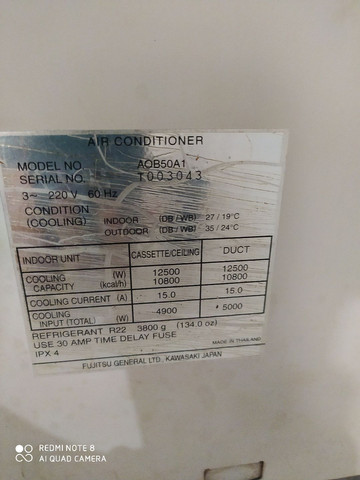 AIR CONDITIONER
MODEL NO AOB50A1
SERIAL NO. T003043
3~ 220 V 60 Hz
CONDITION
(COOLING) INDOOR (DB/WB) 27 / 19°C
OUTDOOR (DB/WB) 35 / 24°C
INDOOR UNIT CASSETTE/CEILING DUCT
COOLING (W) 12500 12500
CAPACITY (kcal/h) 10800 10800
COOLING CURRENT (A) 15.0 15.0
COOLING
INPUT (TOTAL) (W) 4900 5000
REFRIGERANT R22 3800 g (134.0 oz)
USE 30 AMP TIME DELAY FUSE
IPX 4 MADE IN THAILAND
FUJITSU GENERAL LTD, KAWASAKI JAPAN
REDMI NOTE 8
AI QUAD CAMERA